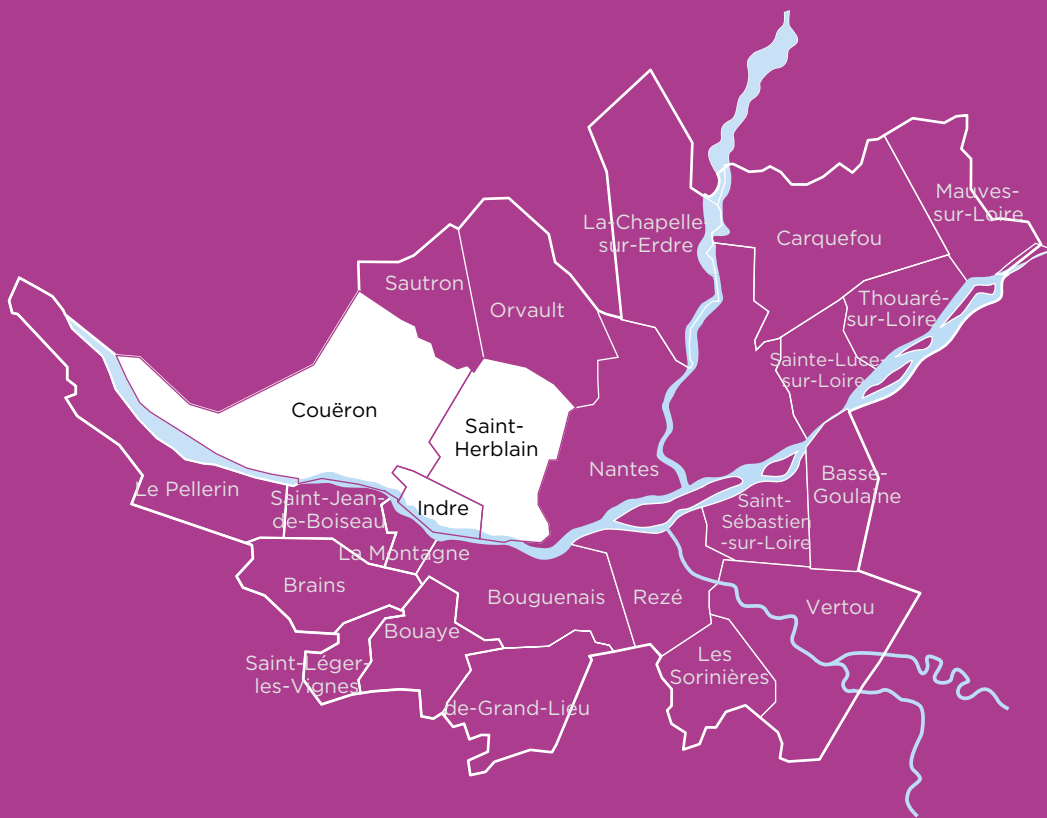 Mauves-
sur-Loire
La-Chapelle-
sur-Erdre
Carquefou
Sautron
Orvault
Thouaré-
sur-Loire
Sainte-Luce-
sur-Loire
Couëron
Saint-
Herblain
Nantes
Basse-
Goulaine
Le Pellerin
Saint-Jean-
de-Boiseau
Indre
Saint-
Sébastien
-sur-Loire
La Montagne
Brains
Bouguenais
Rezé
Vertou
Bouaye
Saint-Léger-
les-Vignes
Les
Sorinières
de-Grand-Lieu